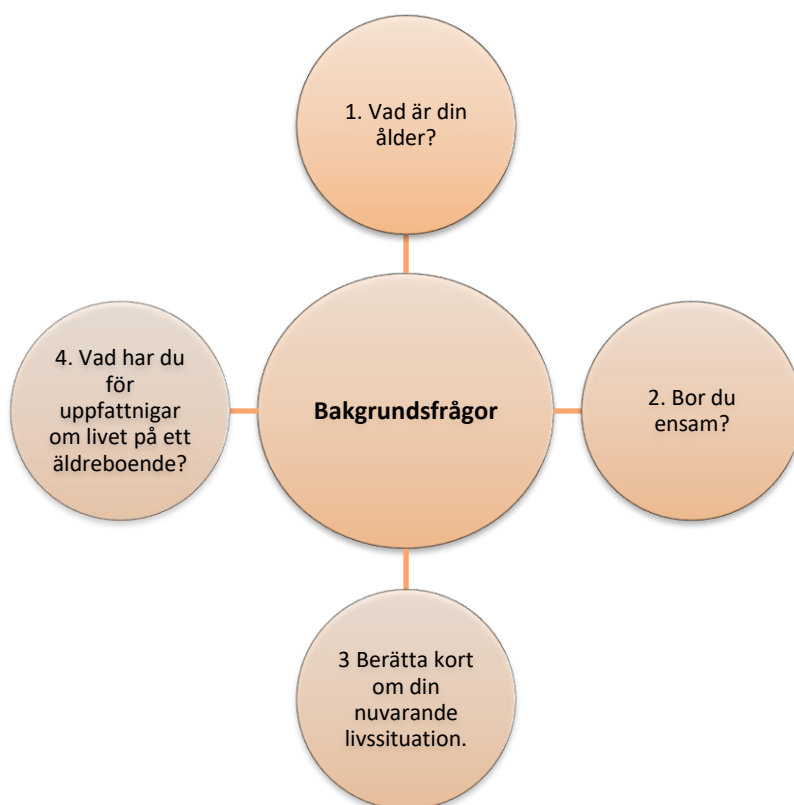 1. Vad är din
ålder?
4. Vad har du
för
uppfattnigar
om livet på ett
äldreboende?
Bakgrundsfrågor
2. Bor du
ensam?
3 Berätta kort
om din
nuvarande
livssituation.